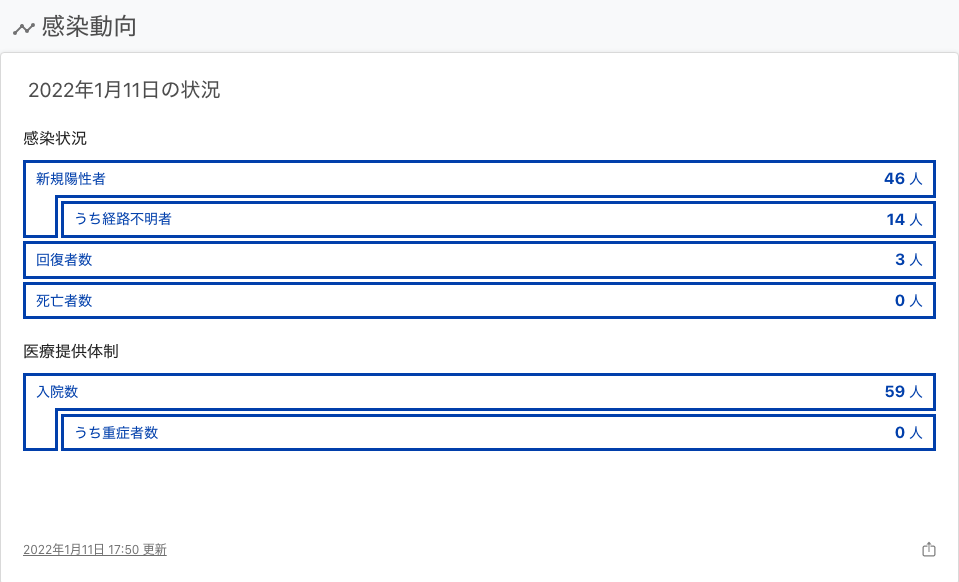 感染動向
2022年1月11日の状況
感染状況
新規陽性者 46 人
うち経路不明者 14 人
回復者数 3 人
死亡者数 0 人
医療提供体制
入院数 59 人
うち重症者数 0 人
2022年1月11日 17:50 更新